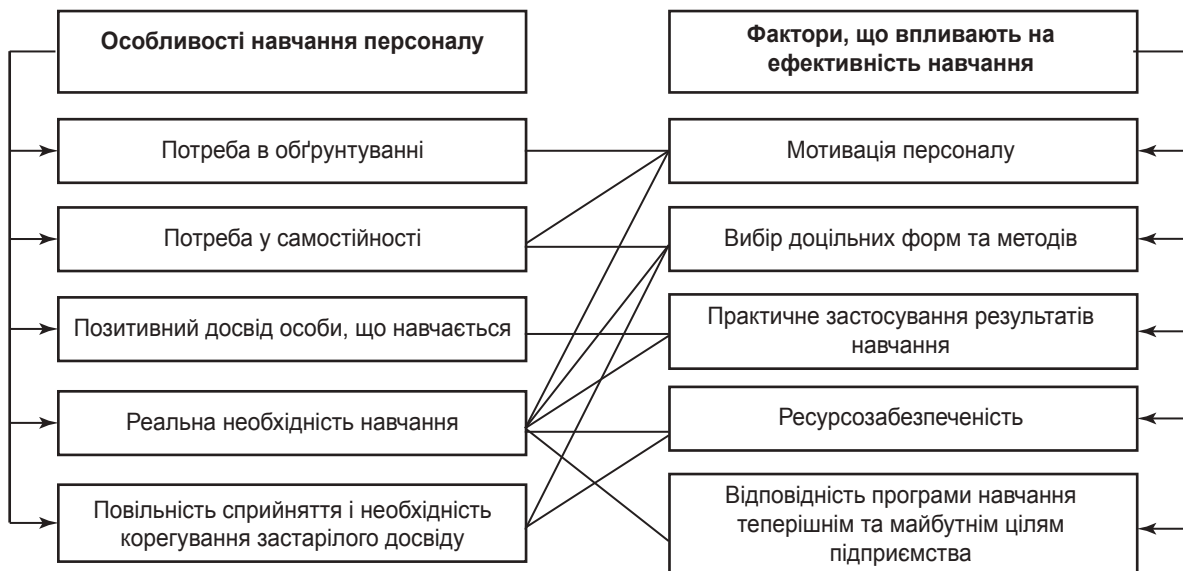 Особливості навчання персоналу
Потреба в обґрунтуванні
Потреба у самостійності
Позитивний досвід особи, що навчається
Реальна необхідність навчання
Повільність сприйняття і необхідність
корегування застарілого досвіду
Фактори, що впливають на
ефективність навчання
Мотивація персоналу
Вибір доцільних форм та методів
Практичне застосування результатів
навчання
Ресурсозабезпеченість
Відповідність програми навчання
теперішнім та майбутнім цілям
підприємства